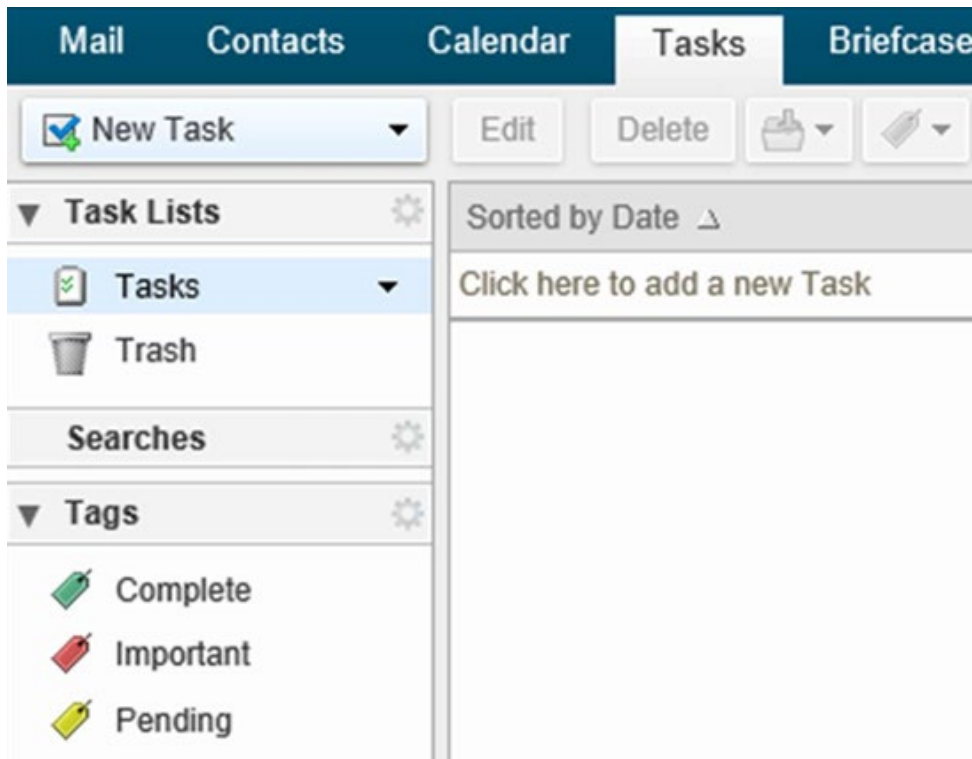 Mail Contacts Calendar Tasks Briefcase
New Task Edit Delete
Task Lists
Sorted by Date
Tasks
Click here to add a new Task
Trash
Searches
Tags
Complete
Important
Pending